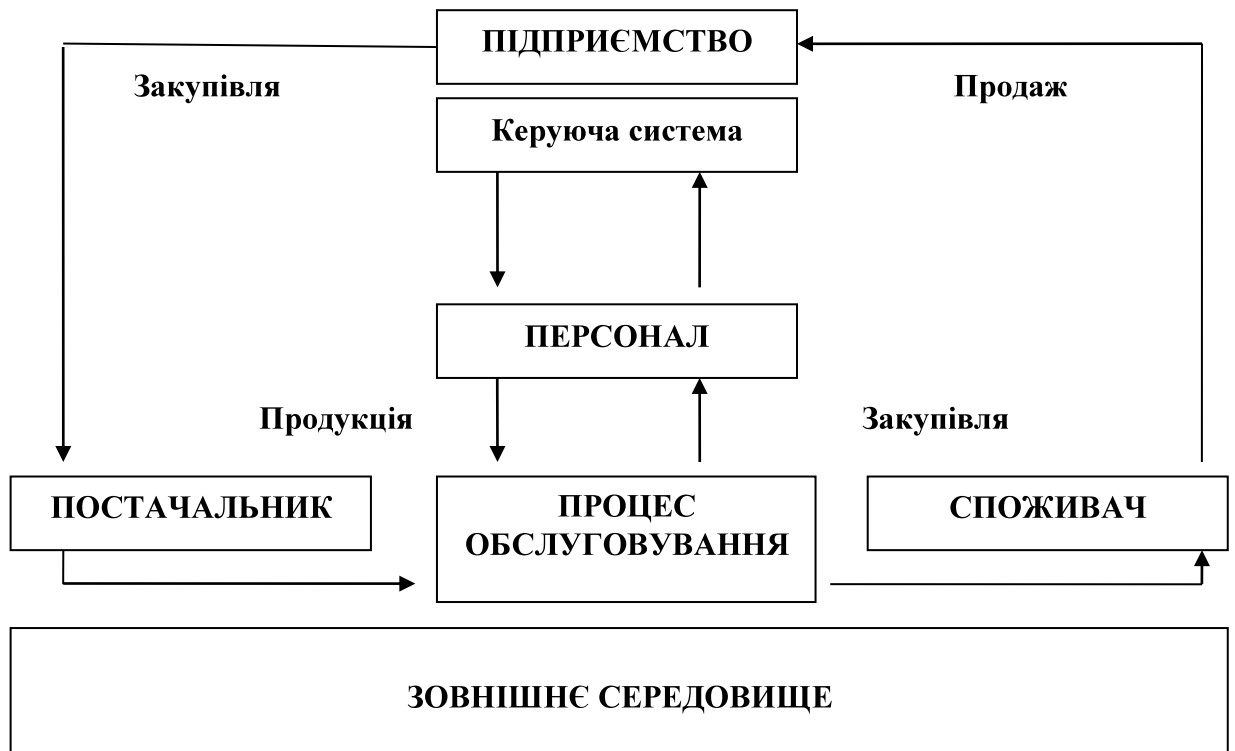 ПІДПРИЄМСТВО
Закупівля
Продаж
Керуюча система
ПЕРСОНАЛ
Продукція
Закупівля
ПОСТАЧАЛЬНИК
ПРОЦЕС
ОБСЛУГОВУВАННЯ
СПОЖИВАЧ
ЗОВНІШНЄ СЕРЕДОВИЩЕ